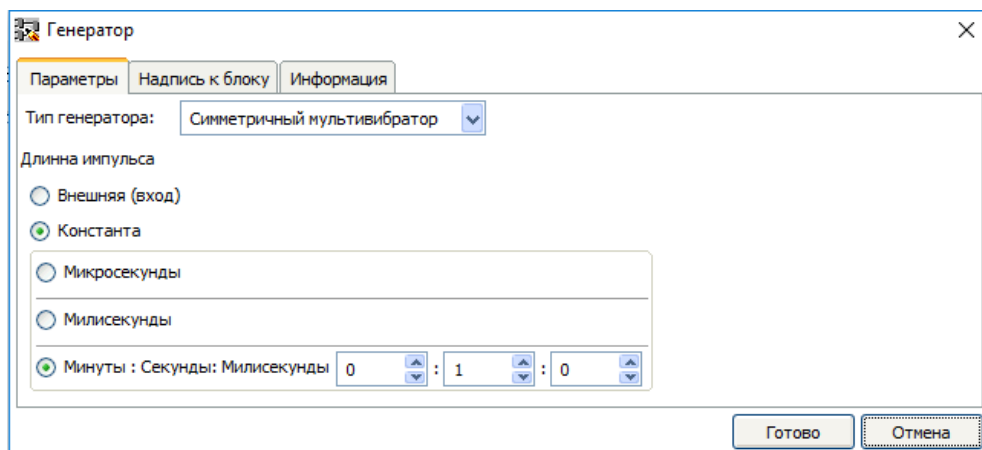 Генератор
Параметры Надпись к блоку Информация
Тип генератора: Симметричный мультивибратор
Длинна импульса
Внешняя (вход)
Константа
Микросекунды
Милисекунды
Минуты : Секунды: Милисекунды 0 : 1 : 0
Готово Отмена